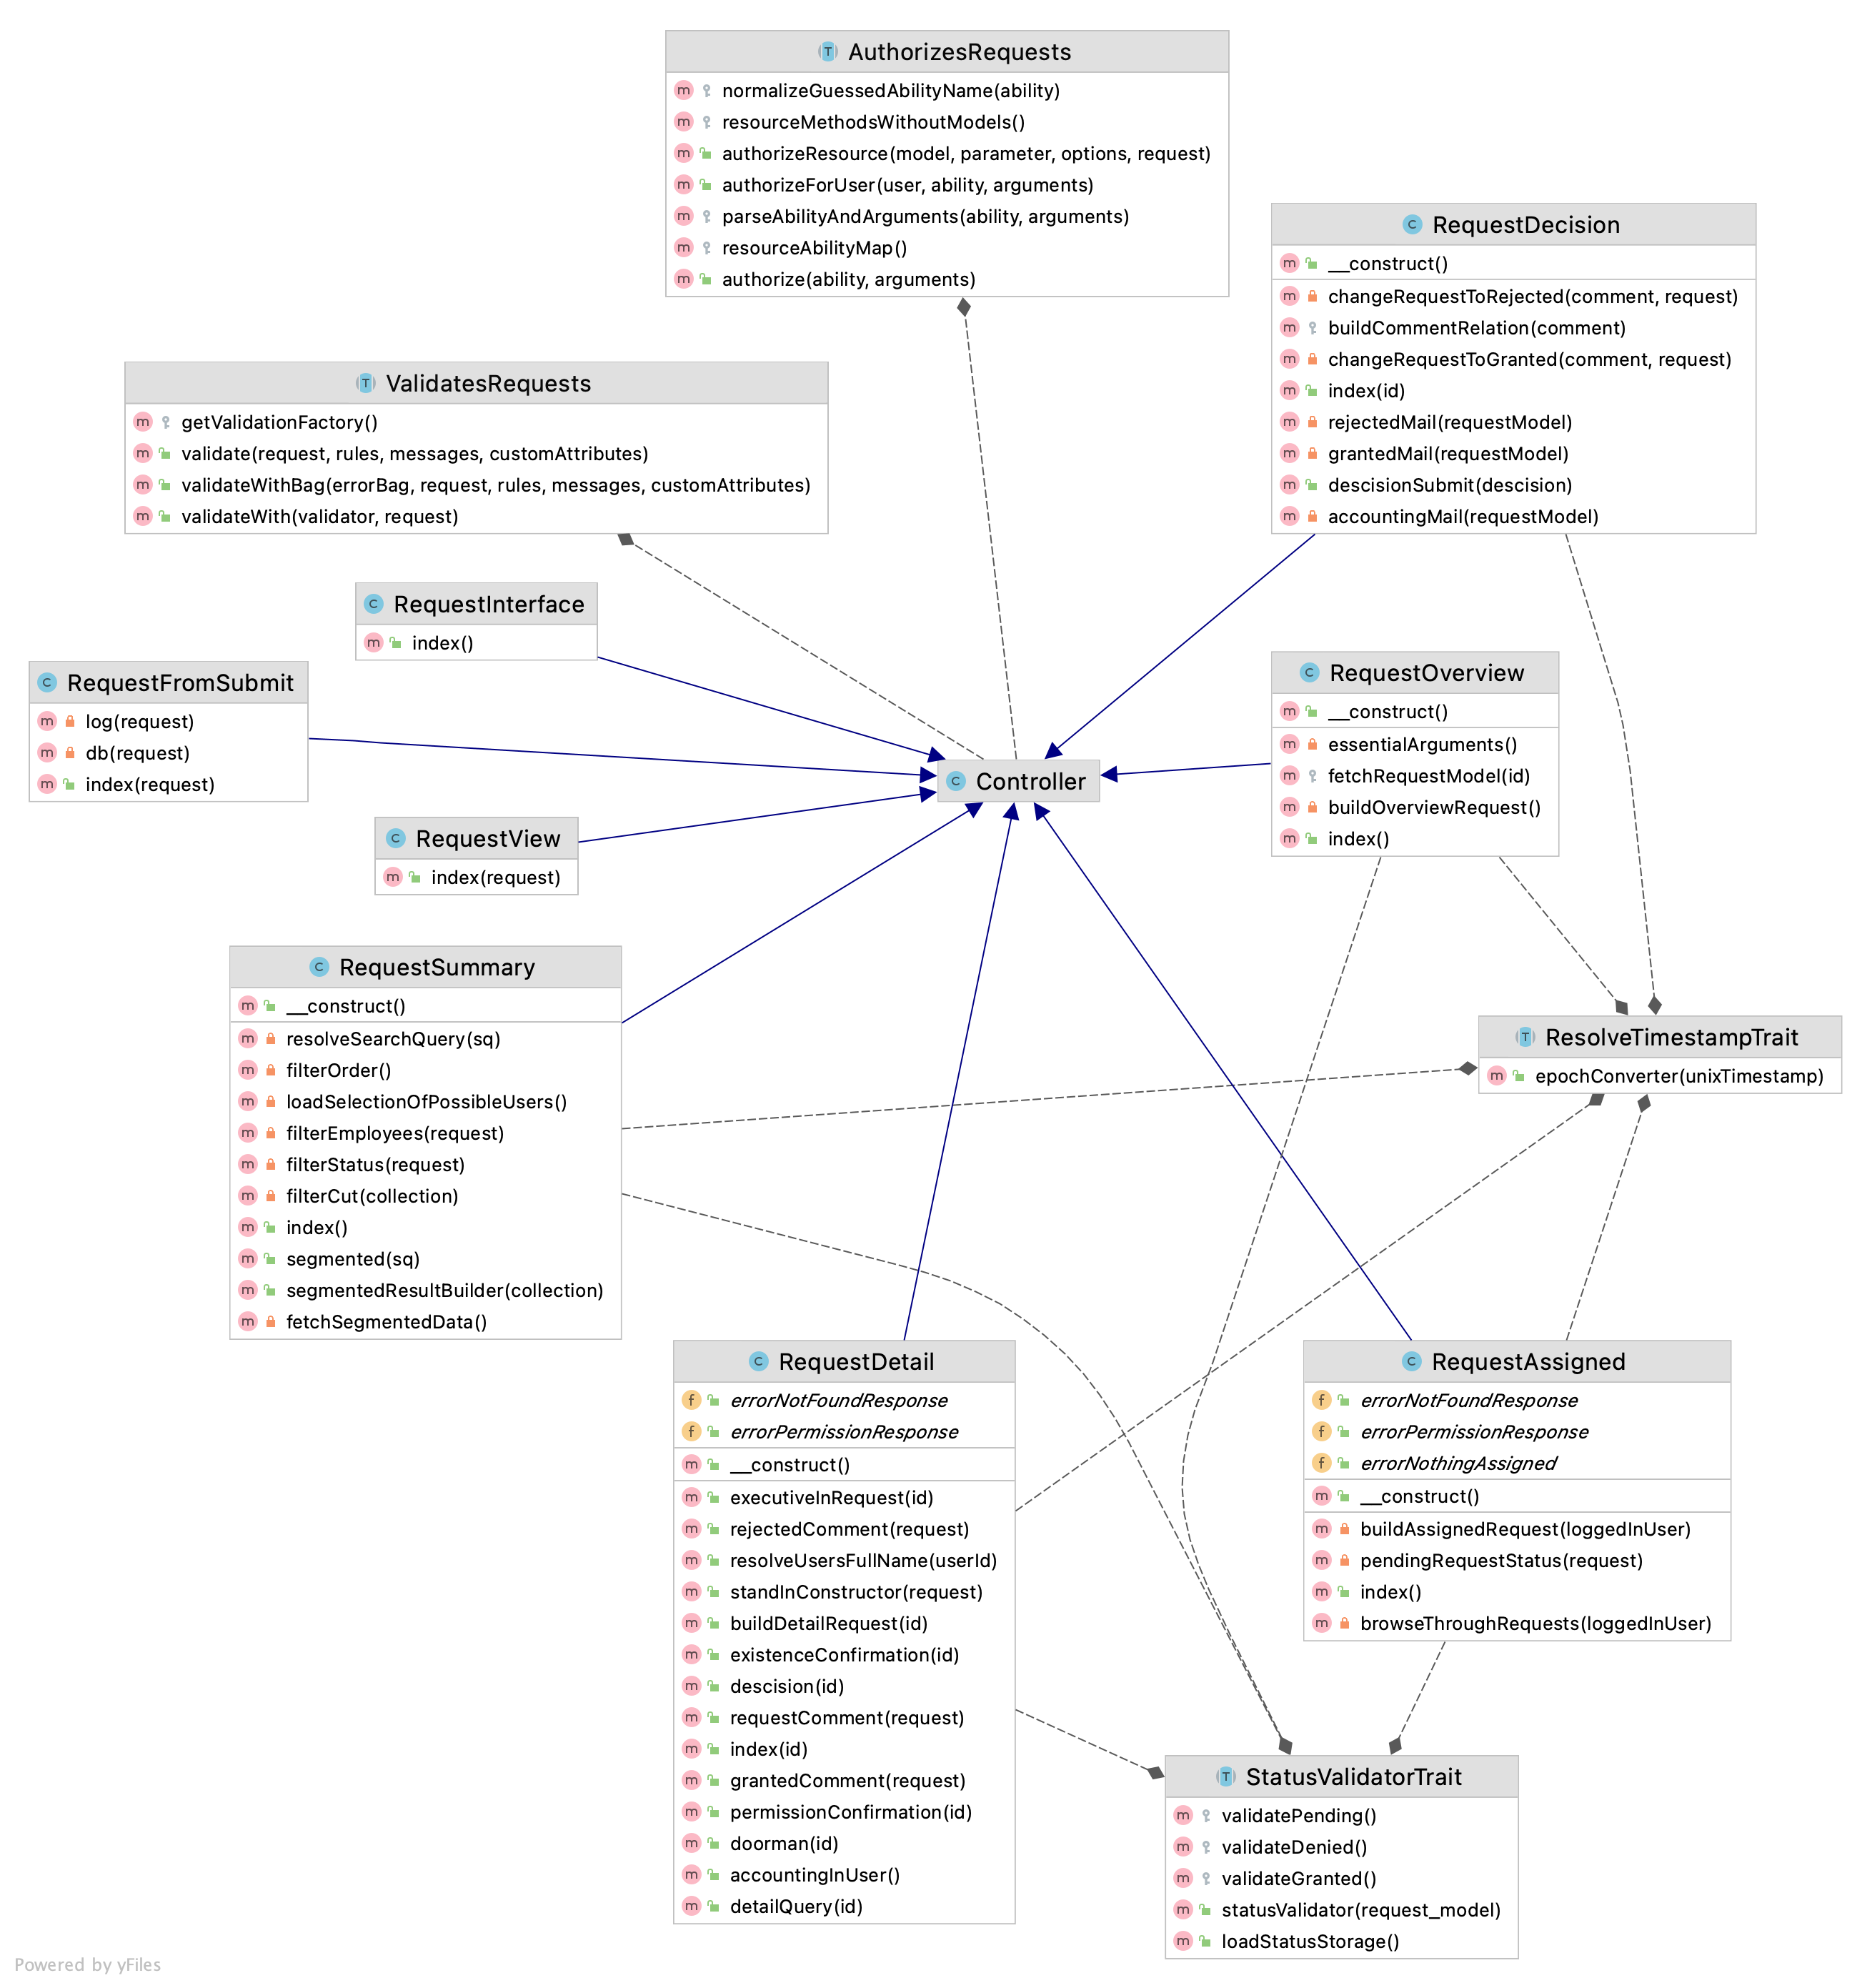 AuthorizesRequests
normalizeGuessedAbilityName(ability)
resourceMethodsWithoutModels()
authorizeResource(model, parameter, options, request)
authorizeForUser(user, ability, arguments)
parseAbilityAndArguments(ability, arguments)
resourceAbilityMap()
authorize(ability, arguments)
RequestDecision
__construct()
changeRequestToRejected(comment, request)
buildCommentRelation(comment)
changeRequestToGranted(comment, request)
index(id)
rejectedMail(requestModel)
grantedMail(requestModel)
descisionSubmit(descision)
accountingMail(requestModel)
ValidatesRequests
getValidationFactory()
validate(request, rules, messages, customAttributes)
validateWithBag(errorBag, request, rules, messages, customAttributes)
validateWith(validator, request)
RequestInterface
index()
RequestFromSubmit
log(request)
db(request)
index(request)
RequestOverview
__construct()
essentialArguments()
fetchRequestModel(id)
buildOverviewRequest()
index()
Controller
RequestView
index(request)
RequestSummary
__construct()
resolveSearchQuery(sq)
filterOrder()
loadSelectionOfPossibleUsers()
filterEmployees(request)
filterStatus(request)
filterCut(collection)
index()
segmented(sq)
segmentedResultBuilder(collection)
fetchSegmentedData()
ResolveTimestampTrait
epochConverter(unixTimestamp)
RequestDetail
errorNotFoundResponse
errorPermissionResponse
__construct()
executiveInRequest(id)
rejectedComment(request)
resolveUsersFullName(userId)
standInConstructor(request)
buildDetailRequest(id)
existenceConfirmation(id)
descision(id)
requestComment(request)
index(id)
grantedComment(request)
permissionConfirmation(id)
doorman(id)
accountingInUser()
detailQuery(id)
RequestAssigned
errorNotFoundResponse
errorPermissionResponse
errorNothingAssigned
__construct()
buildAssignedRequest(loggedInUser)
pendingRequestStatus(request)
index()
browseThroughRequests(loggedInUser)
StatusValidatorTrait
validatePending()
validateDenied()
validateGranted()
statusValidator(request_model)
loadStatusStorage()
Powered by yFiles